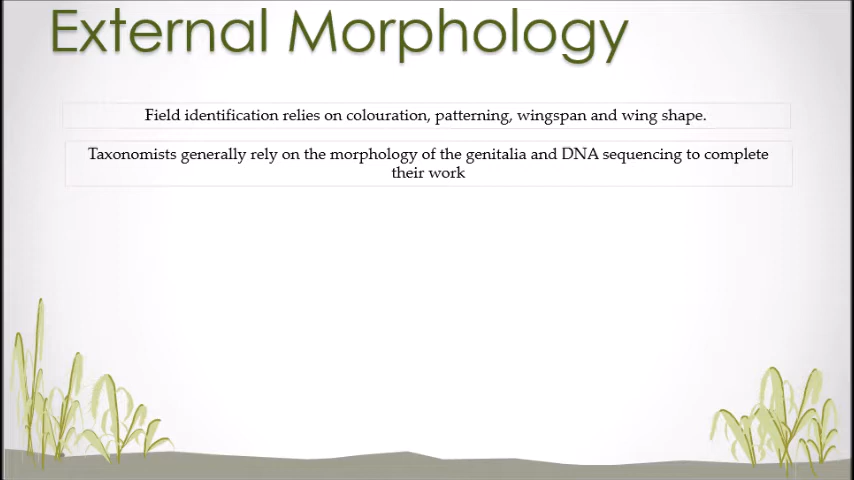 External Morphology
Field identification relies on colouration, patterning, wingspan and wing shape.
Taxonomists generally rely on the morphology of the genitalia and DNA sequencing to complete
their work